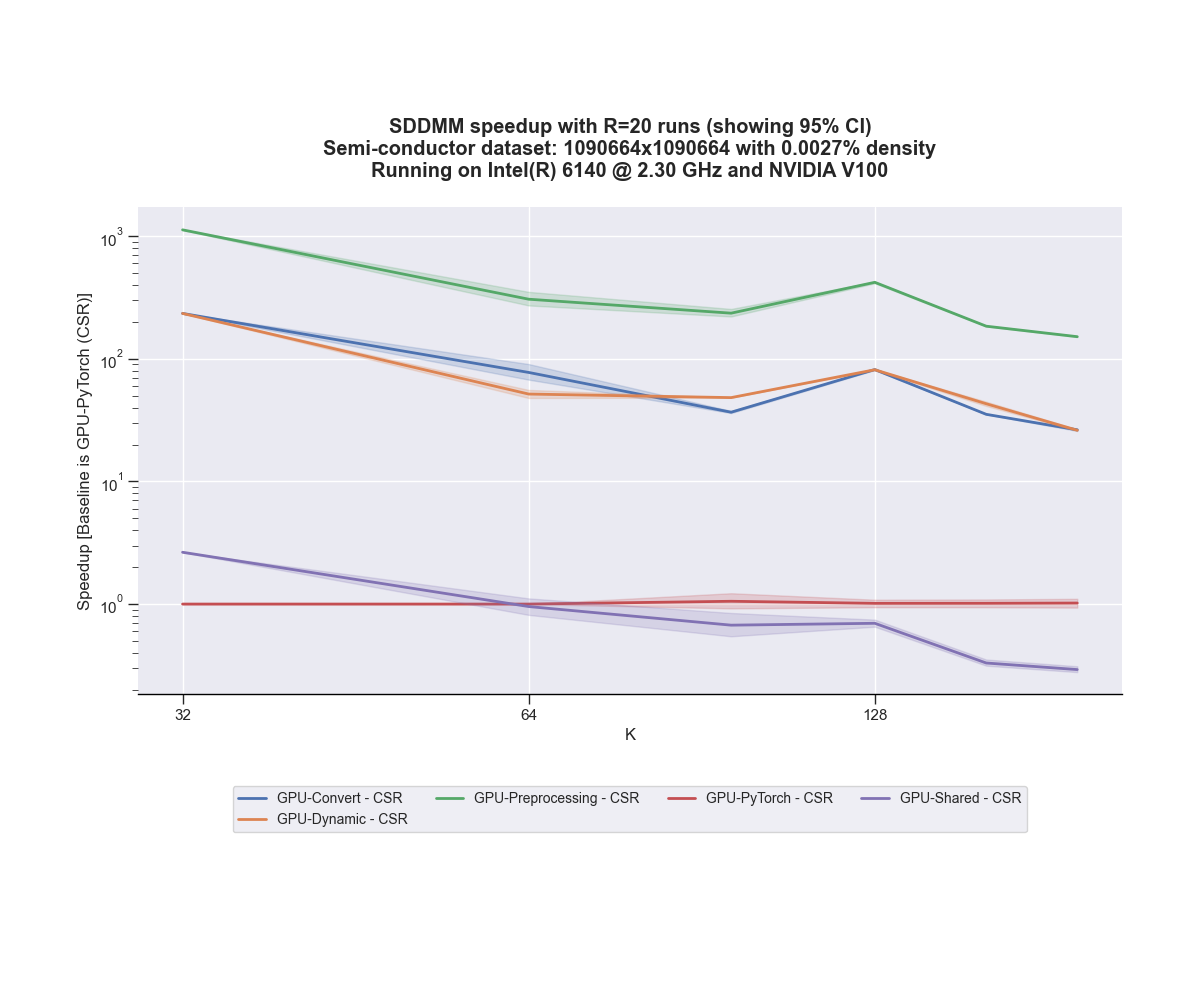 SDDMM speedup with R=20 runs (showing 95% CI)
Semi-conductor dataset: 1090664x1090664 with 0.0027% density
Running on Intel(R) 6140 @ 2.30 GHz and NVIDIA V100
Speedup [Baseline is GPU-PyTorch (CSR)]
10³
10²
10¹
10⁰
32 64 128
K
GPU-Convert - CSR GPU-Preprocessing - CSR GPU-PyTorch - CSR GPU-Shared - CSR
GPU-Dynamic - CSR